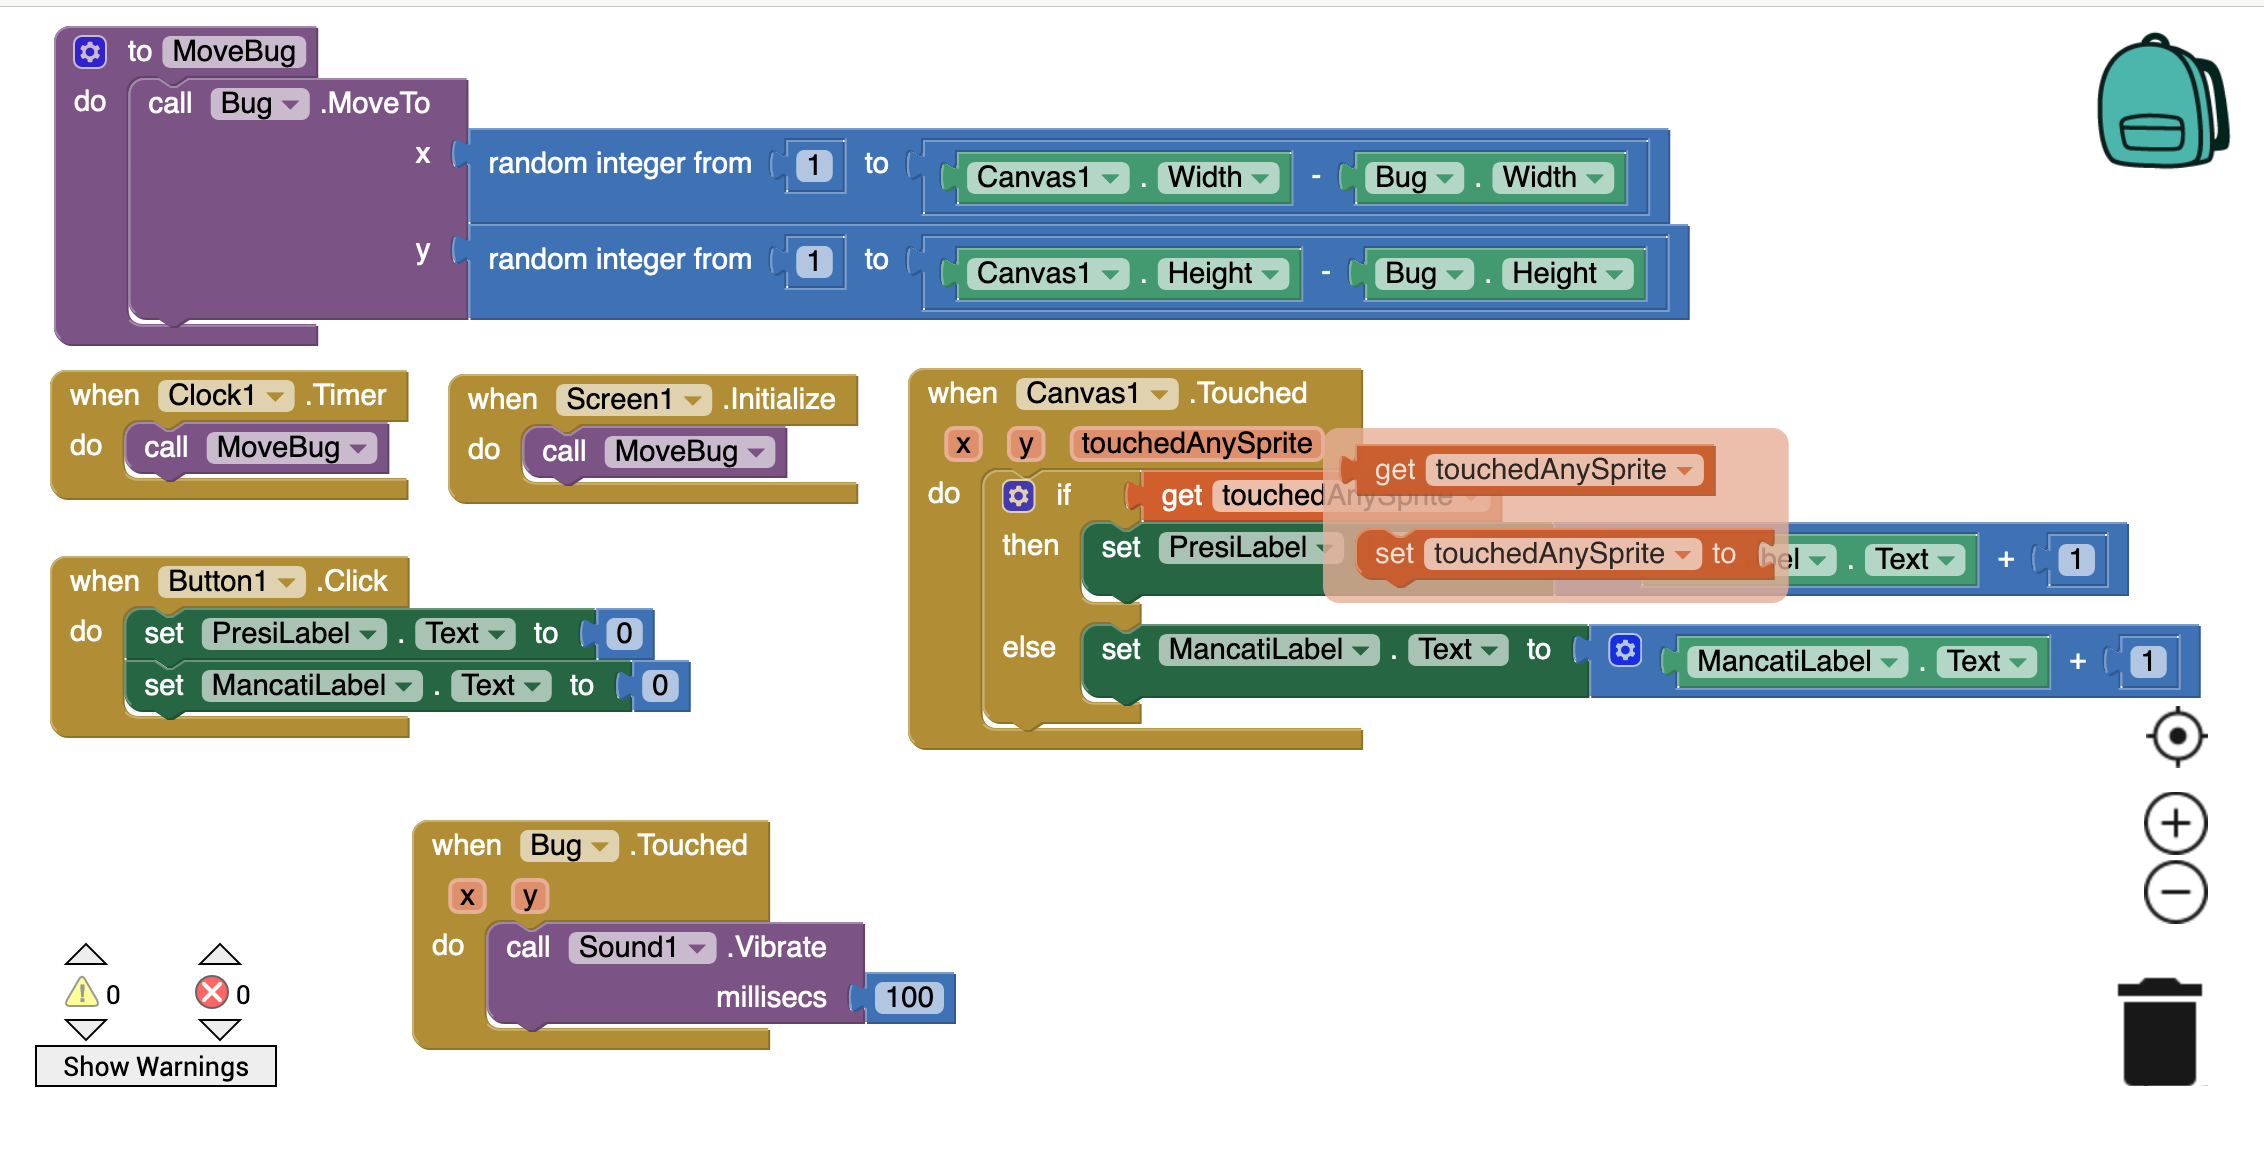 to MoveBug
do call Bug .MoveTo
x random integer from 1 to Canvas1 . Width - Bug . Width
y random integer from 1 to Canvas1 . Height - Bug . Height
when Clock1 .Timer
do call MoveBug
when Screen1 .Initialize
do call MoveBug
when Button1 .Click
do set PresiLabel . Text to 0
set MancatiLabel . Text to 0
when Canvas1 .Touched
x y touchedAnySprite
do if get touchedAnySprite
then set PresiLabel bel . Text + 1
else set MancatiLabel . Text to MancatiLabel . Text + 1
get touchedAnySprite
set touchedAnySprite to
when Bug .Touched
x y
do call Sound1 .Vibrate
millisecs 100
0 0
Show Warnings